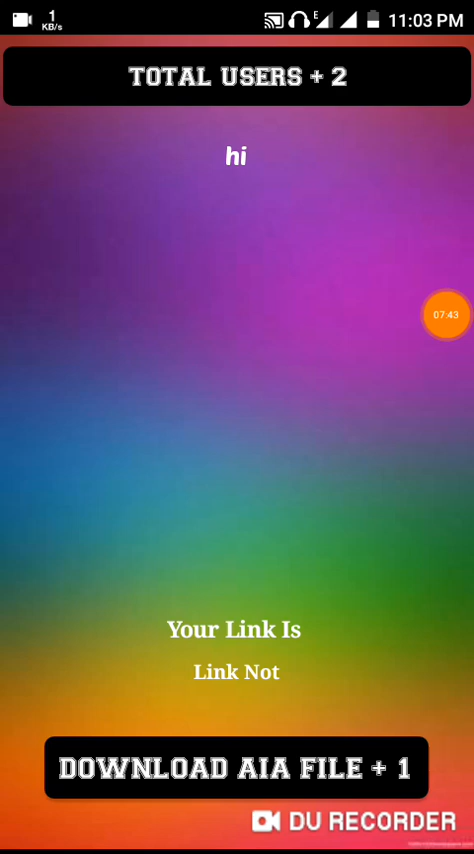 1
KB/s
E
11:03 PM
TOTAL USERS + 2
hi
07:43
Your Link Is
Link Not
DOWNLOAD AIA FILE + 1
DU RECORDER